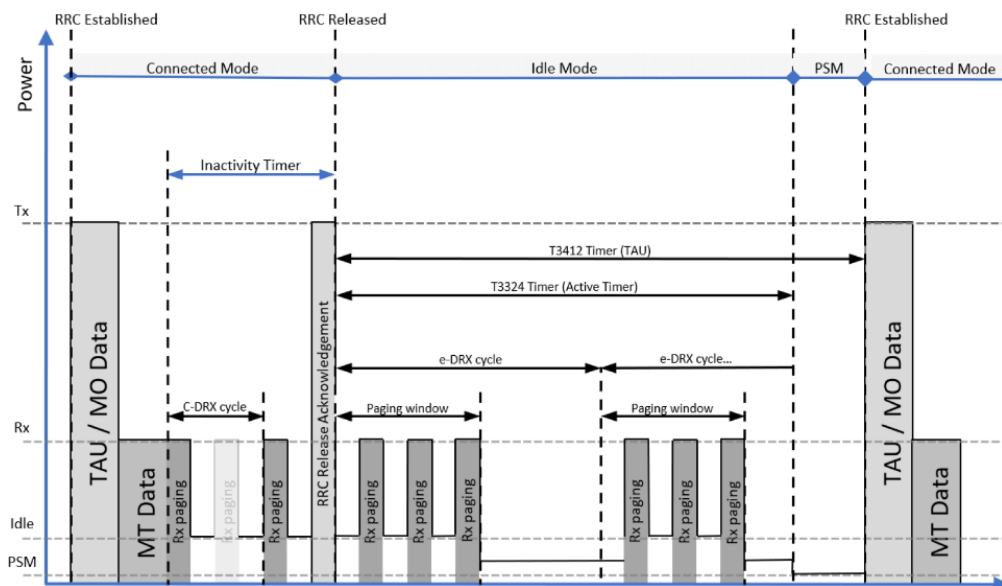 RRC Established
RRC Released
RRC Established
Power
Connected Mode
Idle Mode
PSM
Connected Mode
Inactivity Timer
Tx
T3412 Timer (TAU)
T3324 Timer (Active Timer)
e-DRX cycle
e-DRX cycle...
C-DRX cycle
Paging window
Paging window
Rx
TAU / MO Data
MT Data
Rx paging
Rx paging
Rx paging
RRC Release Acknowledgement
Rx paging
Rx paging
Rx paging
Rx paging
Rx paging
Rx paging
TAU / MO Data
MT Data
Idle
PSM